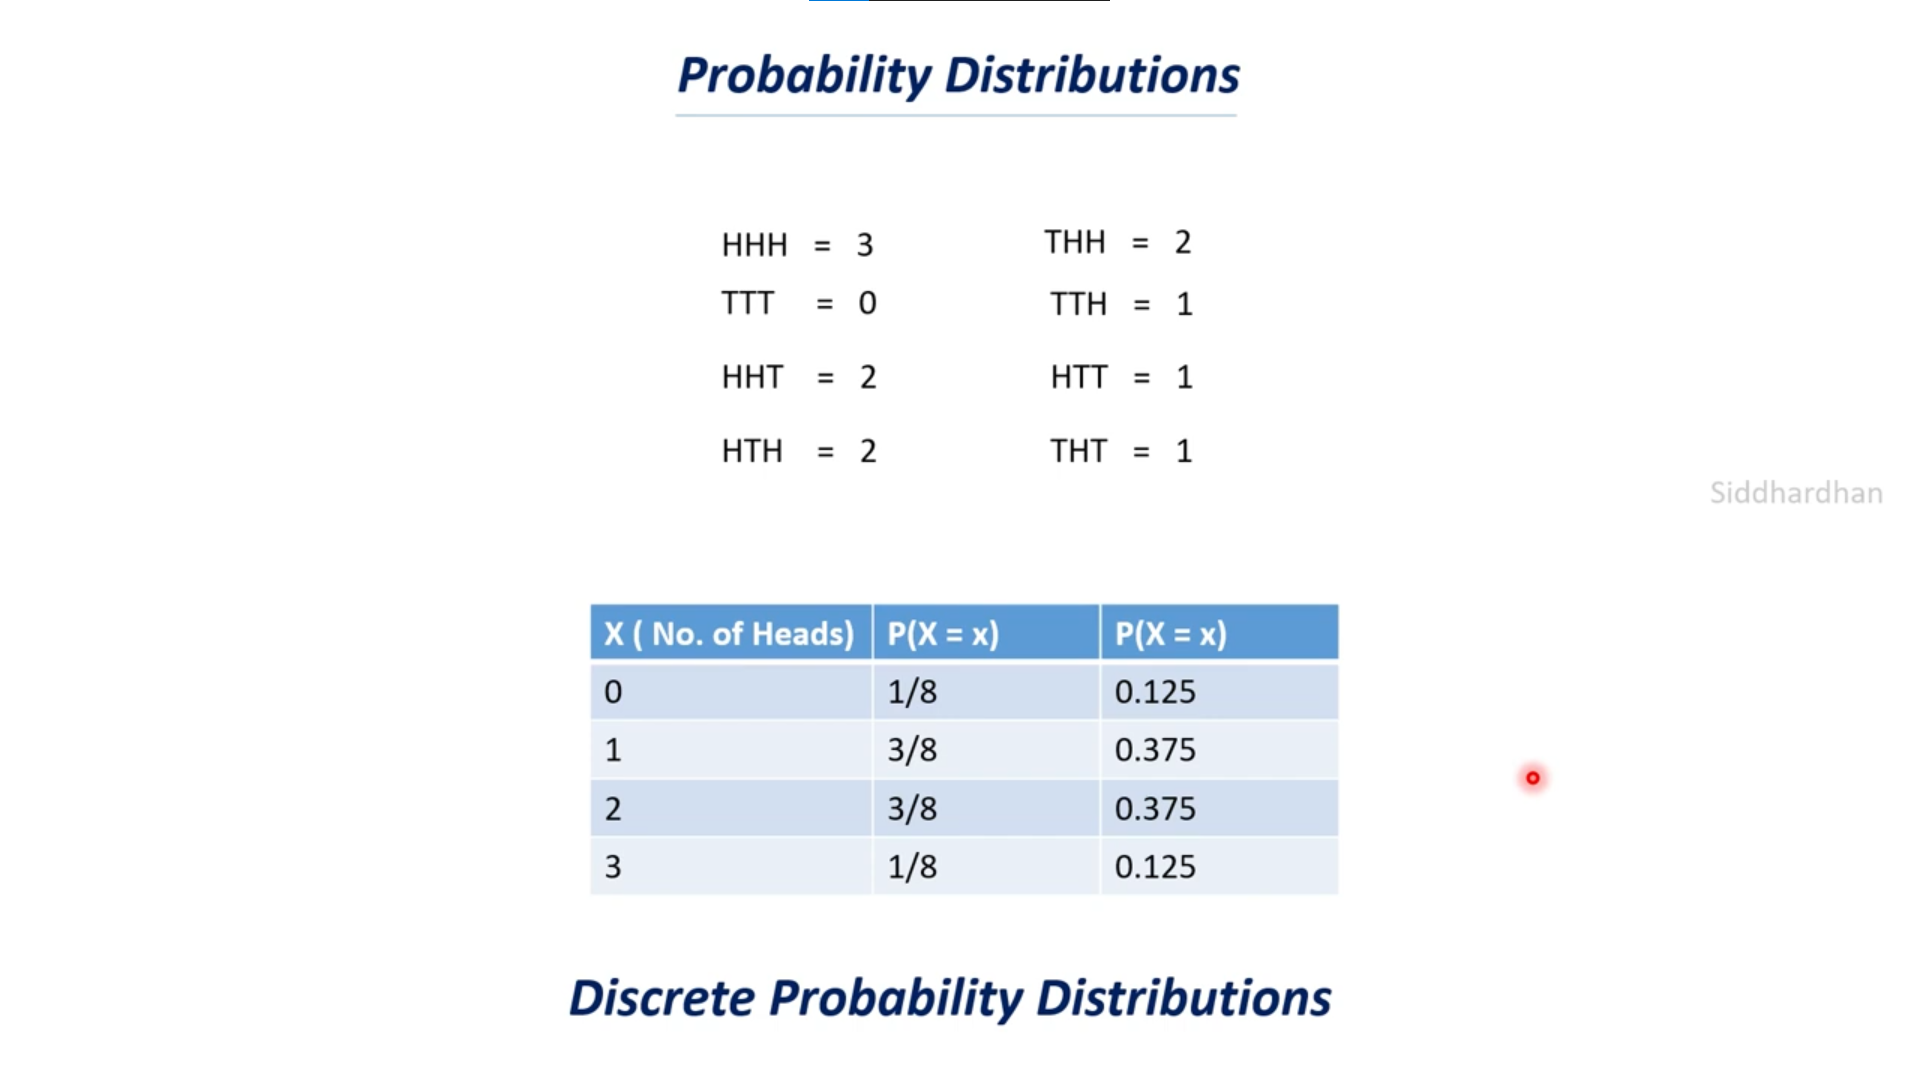 Probability Distributions
HHH = 3 THH = 2
TTT = 0 TTH = 1
HHT = 2 HTT = 1
HTH = 2 THT = 1
Siddhardhan
X ( No. of Heads) P(X = x) P(X = x)
0 1/8 0.125
1 3/8 0.375
2 3/8 0.375
3 1/8 0.125
Discrete Probability Distributions